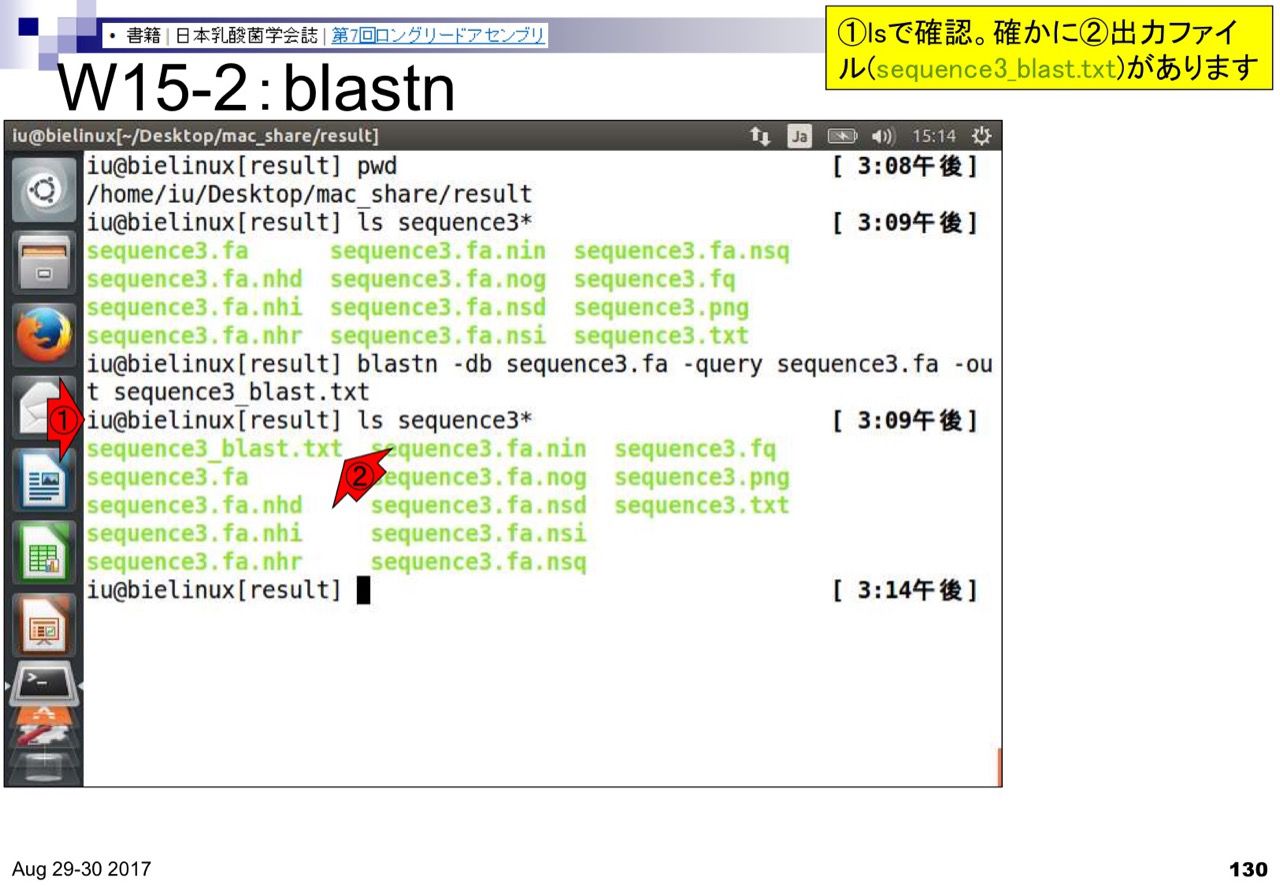 • 書籍 | 日本乳酸菌学会誌 | 第7回ロングリードアセンブリ
①lsで確認。確かに②出力ファイ
ル(sequence3_blast.txt)があります
W15-2：blastn
iu@bielinux[~/Desktop/mac_share/result] Ja 15:14
iu@bielinux[result] pwd [ 3:08午後]
/home/iu/Desktop/mac_share/result
iu@bielinux[result] ls sequence3* [ 3:09午後]
sequence3.fa sequence3.fa.nin sequence3.fa.nsq
sequence3.fa.nhd sequence3.fa.nog sequence3.fq
sequence3.fa.nhi sequence3.fa.nsd sequence3.png
sequence3.fa.nhr sequence3.fa.nsi sequence3.txt
iu@bielinux[result] blastn -db sequence3.fa -query sequence3.fa -ou
t sequence3_blast.txt
① iu@bielinux[result] ls sequence3* [ 3:09午後]
sequence3_blast.txt sequence3.fa.nin sequence3.fq
sequence3.fa ② sequence3.fa.nog sequence3.png
sequence3.fa.nhd sequence3.fa.nsd sequence3.txt
sequence3.fa.nhi sequence3.fa.nsi
sequence3.fa.nhr sequence3.fa.nsq
iu@bielinux[result] [ 3:14午後]
Aug 29-30 2017
130